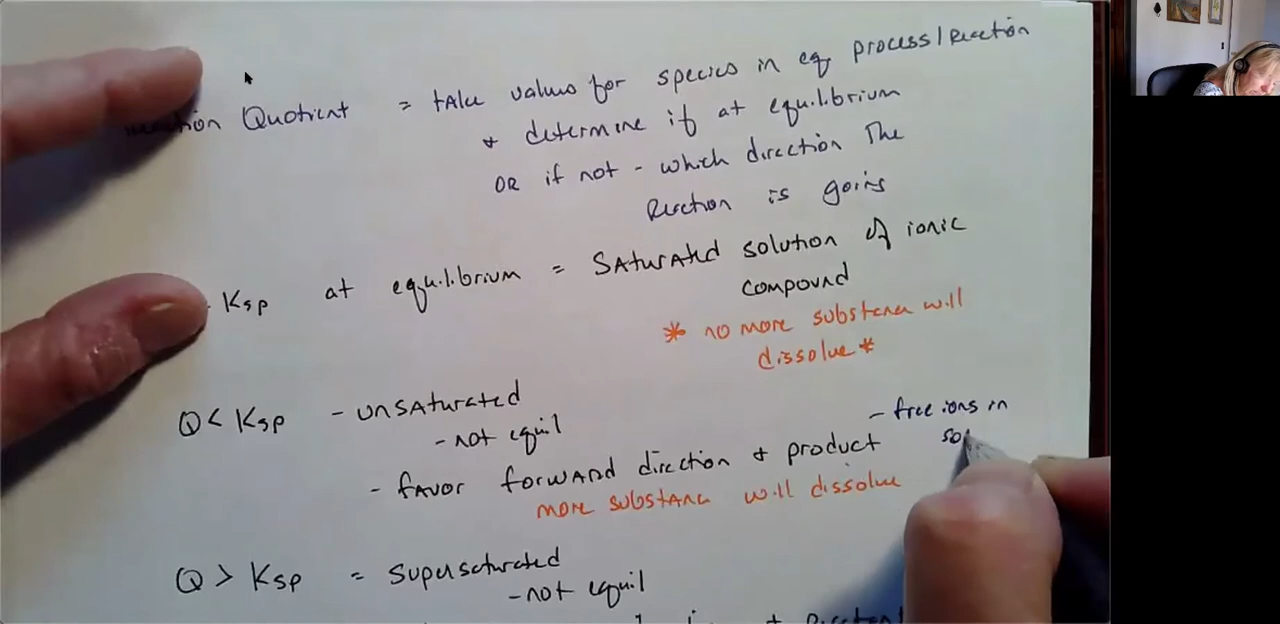 Quotient = take values for species in eq process/Reaction
+ determine if at equilibrium
OR if not - which direction The
Reaction is going
Ksp at equilibrium = SAturated solution of ionic
compound
* no more substance will
dissolve *
Q < Ksp - unsaturated
- not equil
- free ions in
so
- favor forward direction + product
more substance will dissolve
Q > Ksp = Supersaturated
- not equil